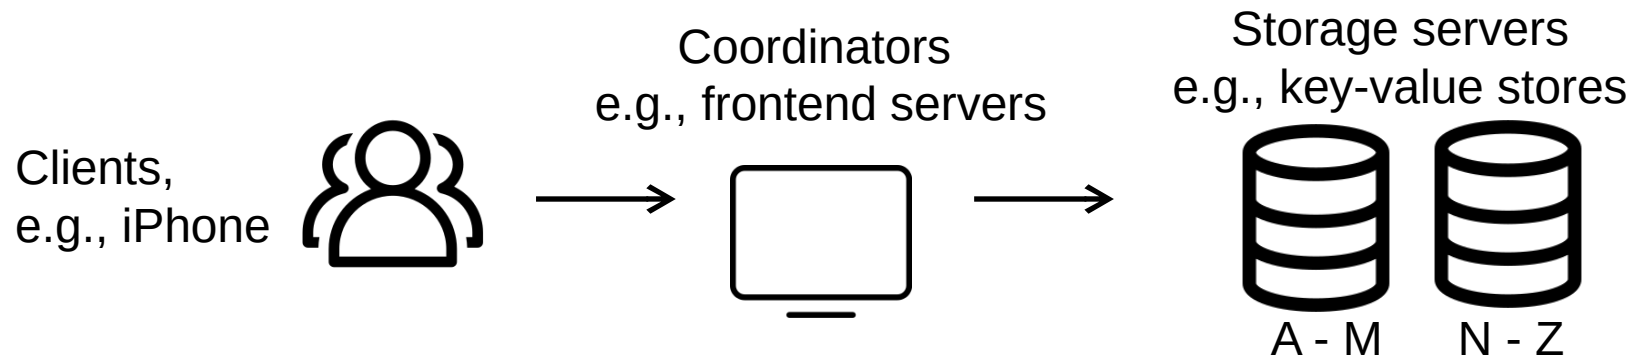 Clients,
e.g., iPhone
Coordinators
e.g., frontend servers
Storage servers
e.g., key-value stores
A - M
N - Z